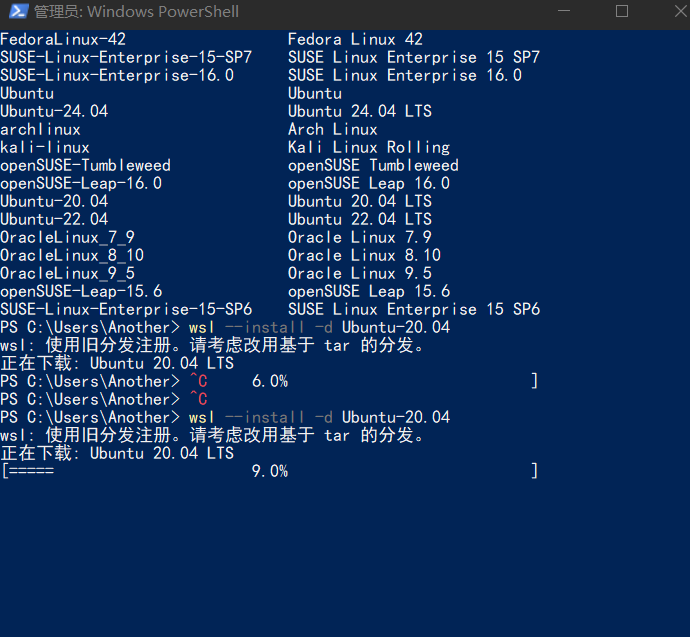 管理员: Windows PowerShell
FedoraLinux-42 Fedora Linux 42
SUSE-Linux-Enterprise-15-SP7 SUSE Linux Enterprise 15 SP7
SUSE-Linux-Enterprise-16.0 SUSE Linux Enterprise 16.0
Ubuntu Ubuntu
Ubuntu-24.04 Ubuntu 24.04 LTS
archlinux Arch Linux
kali-linux Kali Linux Rolling
openSUSE-Tumbleweed openSUSE Tumbleweed
openSUSE-Leap-16.0 openSUSE Leap 16.0
Ubuntu-20.04 Ubuntu 20.04 LTS
Ubuntu-22.04 Ubuntu 22.04 LTS
OracleLinux_7_9 Oracle Linux 7.9
OracleLinux_8_10 Oracle Linux 8.10
OracleLinux_9_5 Oracle Linux 9.5
openSUSE-Leap-15.6 openSUSE Leap 15.6
SUSE-Linux-Enterprise-15-SP6 SUSE Linux Enterprise 15 SP6
PS C:\Users\Another> wsl --install -d Ubuntu-20.04
wsl: 使用旧分发注册。请考虑改用基于 tar 的分发。
正在下载: Ubuntu 20.04 LTS
PS C:\Users\Another> ^C 6.0% ]
PS C:\Users\Another> ^C
PS C:\Users\Another> wsl --install -d Ubuntu-20.04
wsl: 使用旧分发注册。请考虑改用基于 tar 的分发。
正在下载: Ubuntu 20.04 LTS
[===== 9.0% ]